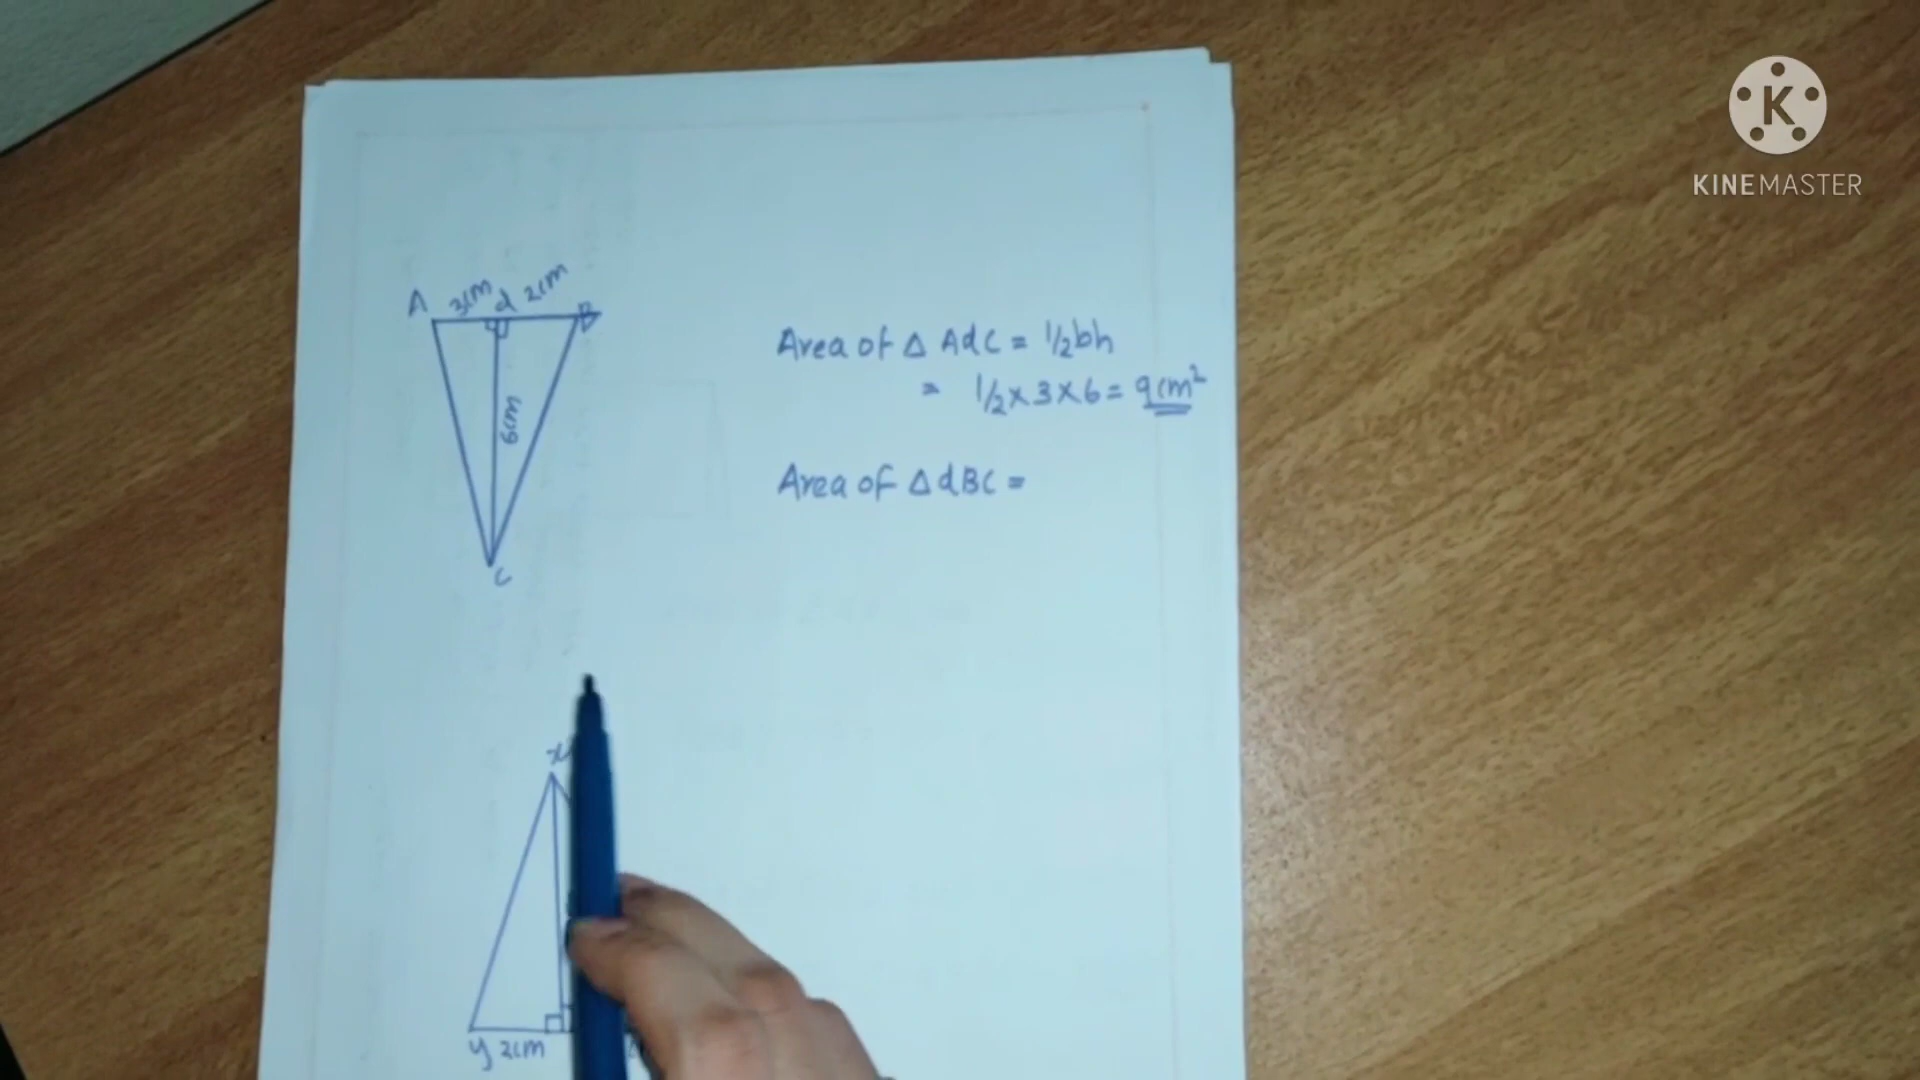 K
KINEMASTER
A 3cm d 2cm B
6cm
C
Area of △ AdC = 1/2bh
= 1/2 x 3 x 6 = 9cm²
Area of △ dBC =
x
y 2cm